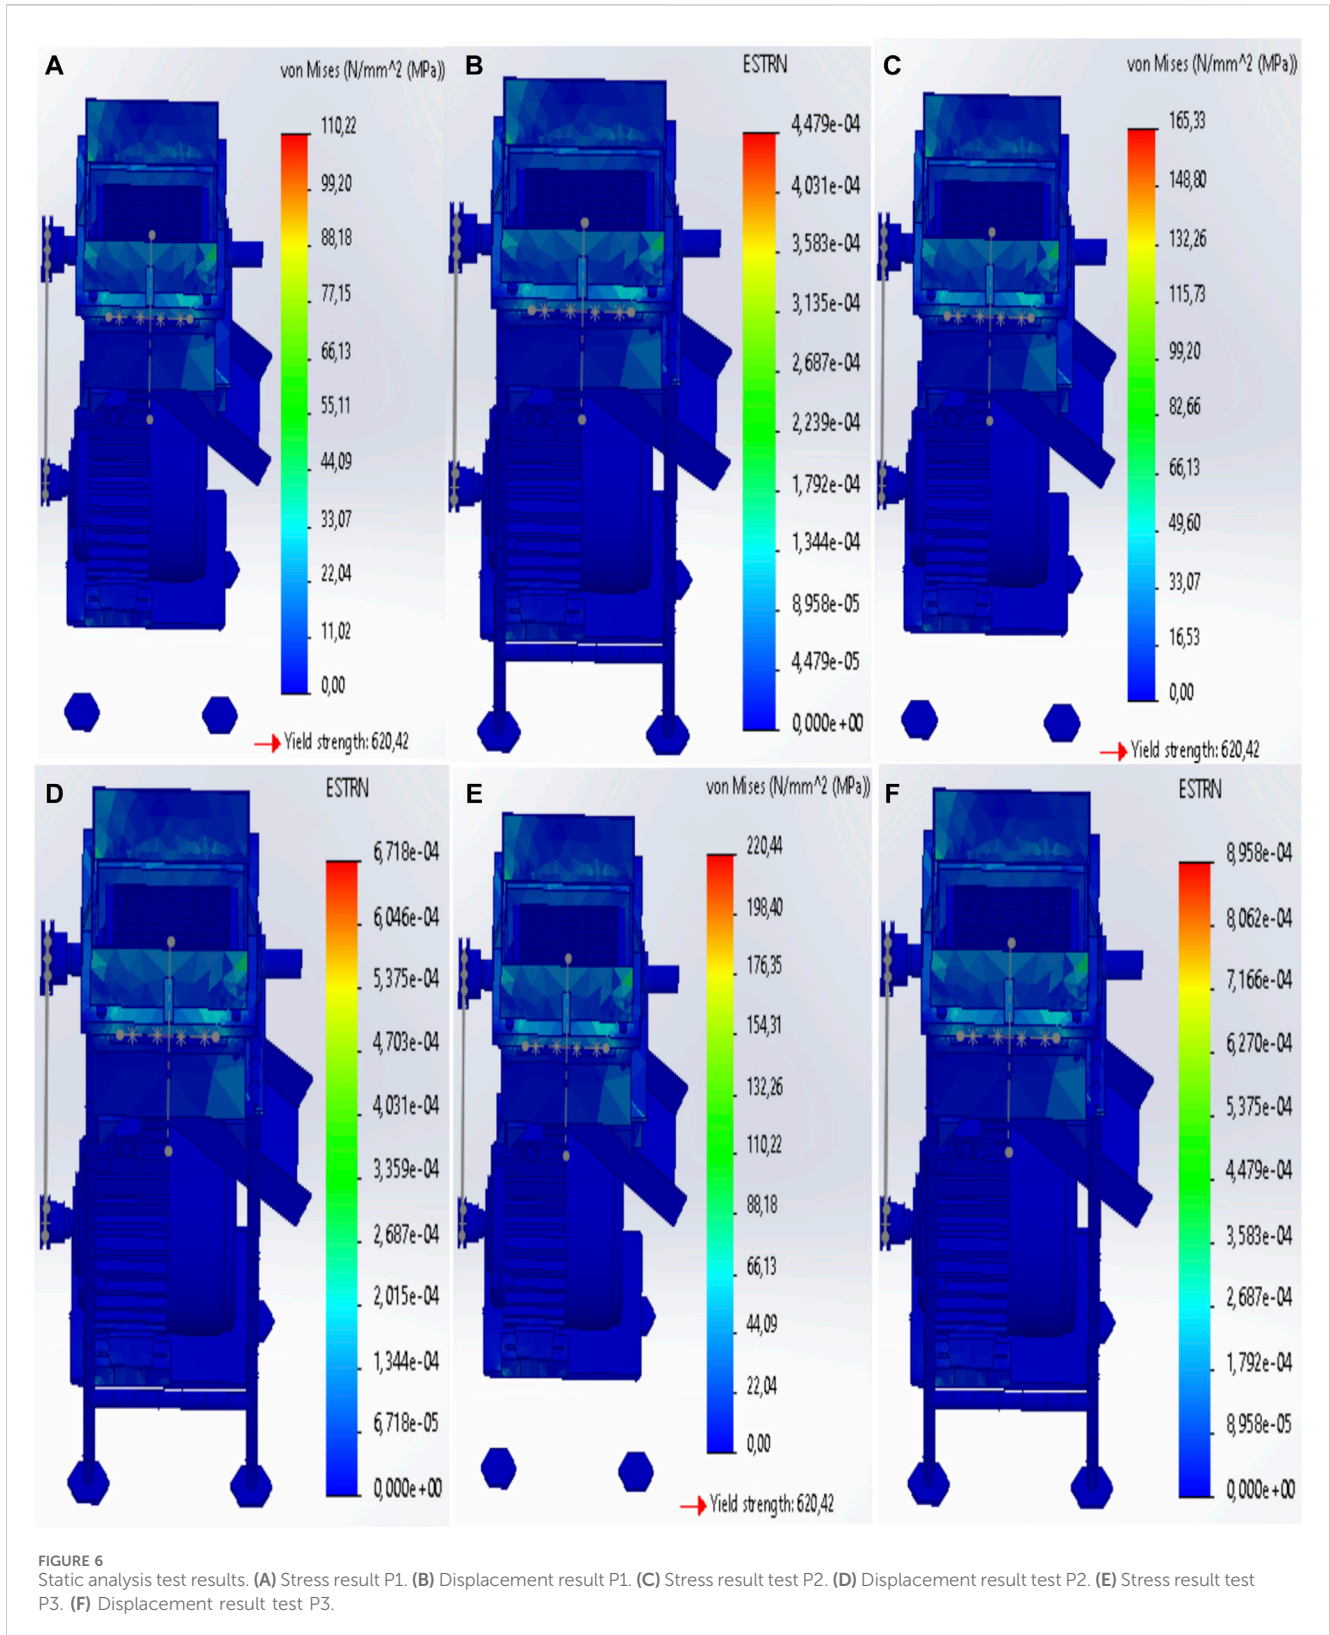 A
von Mises (N/mm^2 (MPa))
110,22
99,20
88,18
77,15
66,13
55,11
44,09
33,07
22,04
11,02
0,00
Yield strength: 620,42
B
ESTRN
4,479e-04
4,031e-04
3,583e-04
3,135e-04
2,687e-04
2,239e-04
1,792e-04
1,344e-04
8,958e-05
4,479e-05
0,000e+00
C
von Mises (N/mm^2 (MPa))
165,33
148,80
132,26
115,73
99,20
82,66
66,13
49,60
33,07
16,53
0,00
Yield strength: 620,42
D
ESTRN
6,718e-04
6,046e-04
5,375e-04
4,703e-04
4,031e-04
3,359e-04
2,687e-04
2,015e-04
1,344e-04
6,718e-05
0,000e+00
E
von Mises (N/mm^2 (MPa))
220,44
198,40
176,35
154,31
132,26
110,22
88,18
66,13
44,09
22,04
0,00
Yield strength: 620,42
F
ESTRN
8,958e-04
8,062e-04
7,166e-04
6,270e-04
5,375e-04
4,479e-04
3,583e-04
2,687e-04
1,792e-04
8,958e-05
0,000e+00
FIGURE 6
Static analysis test results. (A) Stress result P1. (B) Displacement result P1. (C) Stress result test P2. (D) Displacement result test P2. (E) Stress result test
P3. (F) Displacement result test P3.